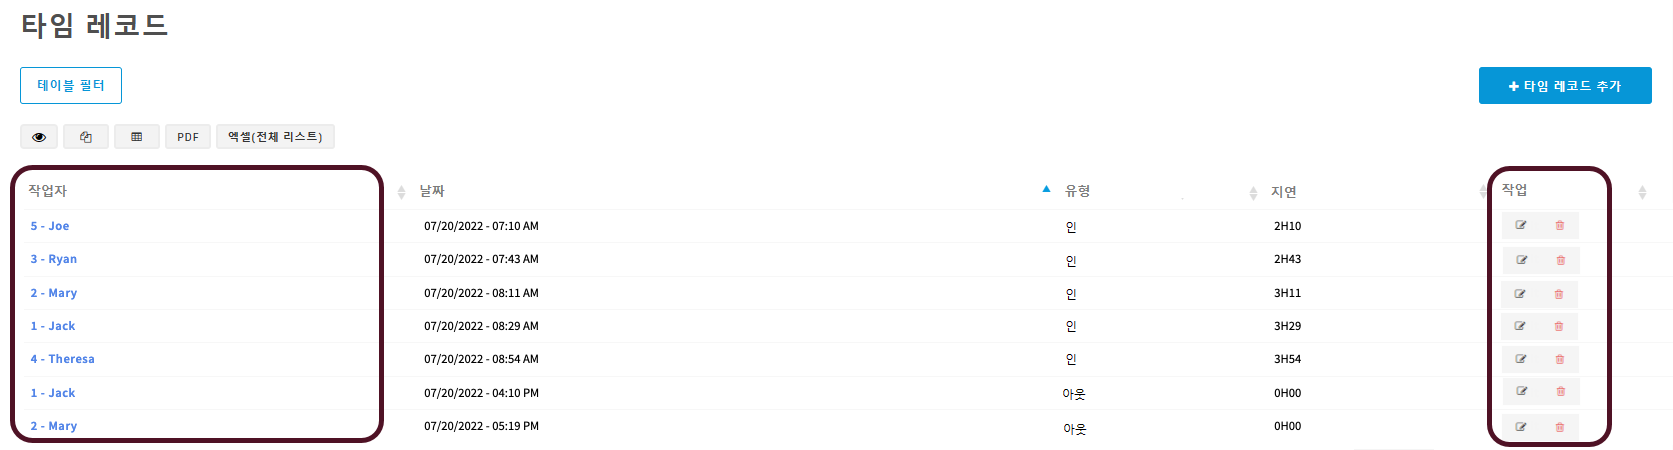 타임 레코드
테이블 필터
타임 레코드 추가
PDF 엑셀(전체 리스트)
작업자 날짜 유형 지연 작업
5 - Joe 07/20/2022 - 07:10 AM 인 2H10
3 - Ryan 07/20/2022 - 07:43 AM 인 2H43
2 - Mary 07/20/2022 - 08:11 AM 인 3H11
1 - Jack 07/20/2022 - 08:29 AM 인 3H29
4 - Theresa 07/20/2022 - 08:54 AM 인 3H54
1 - Jack 07/20/2022 - 04:10 PM 아웃 0H00
2 - Mary 07/20/2022 - 05:19 PM 아웃 0H00